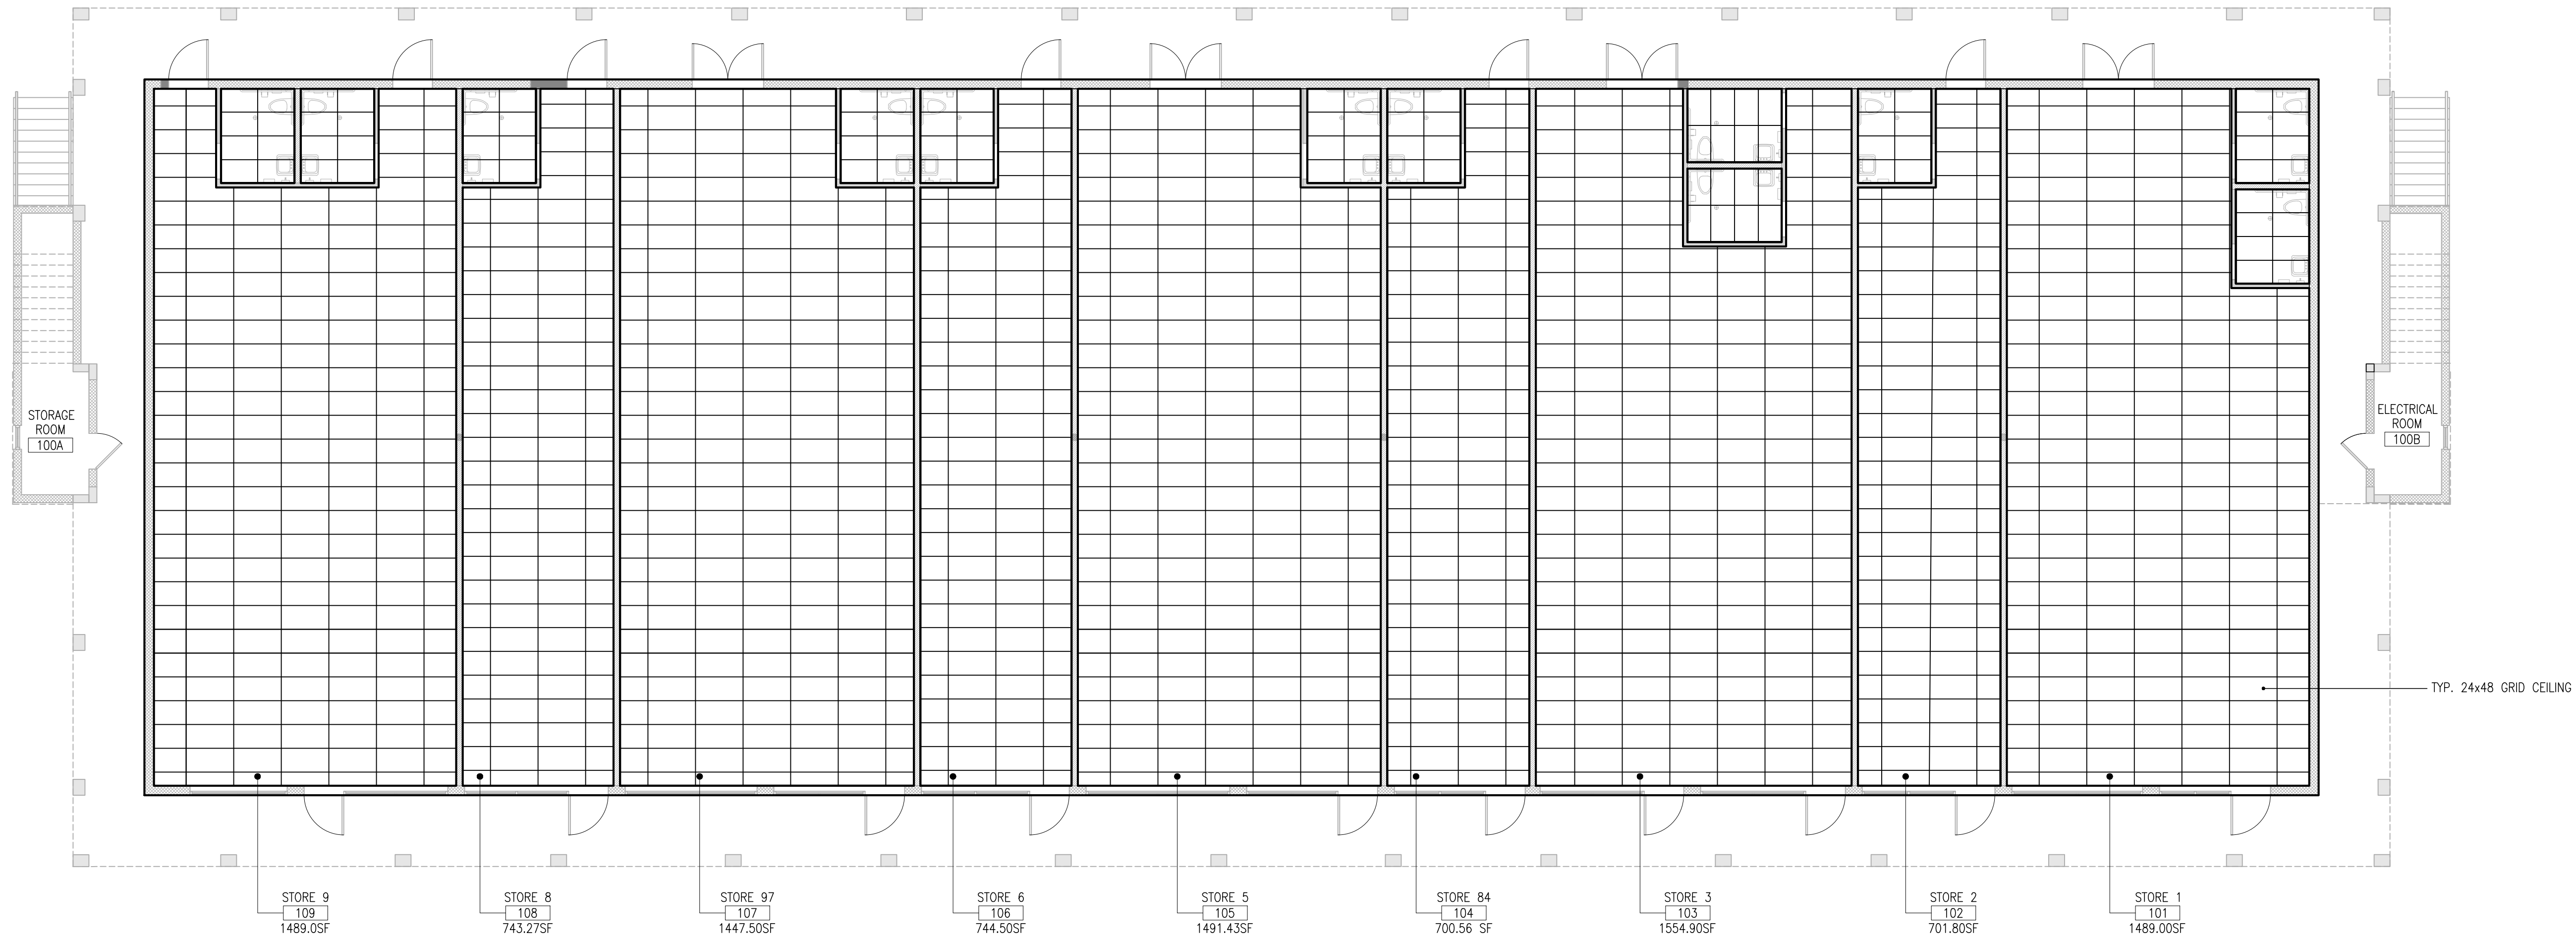 STORAGE
ROOM
100A
ELECTRICAL
ROOM
100B
TYP. 24x48 GRID CEILING
STORE 9
109
1489.0SF
STORE 8
108
743.27SF
STORE 97
107
1447.50SF
STORE 6
106
744.50SF
STORE 5
105
1491.43SF
STORE 84
104
700.56 SF
STORE 3
103
1554.90SF
STORE 2
102
701.80SF
STORE 1
101
1489.00SF